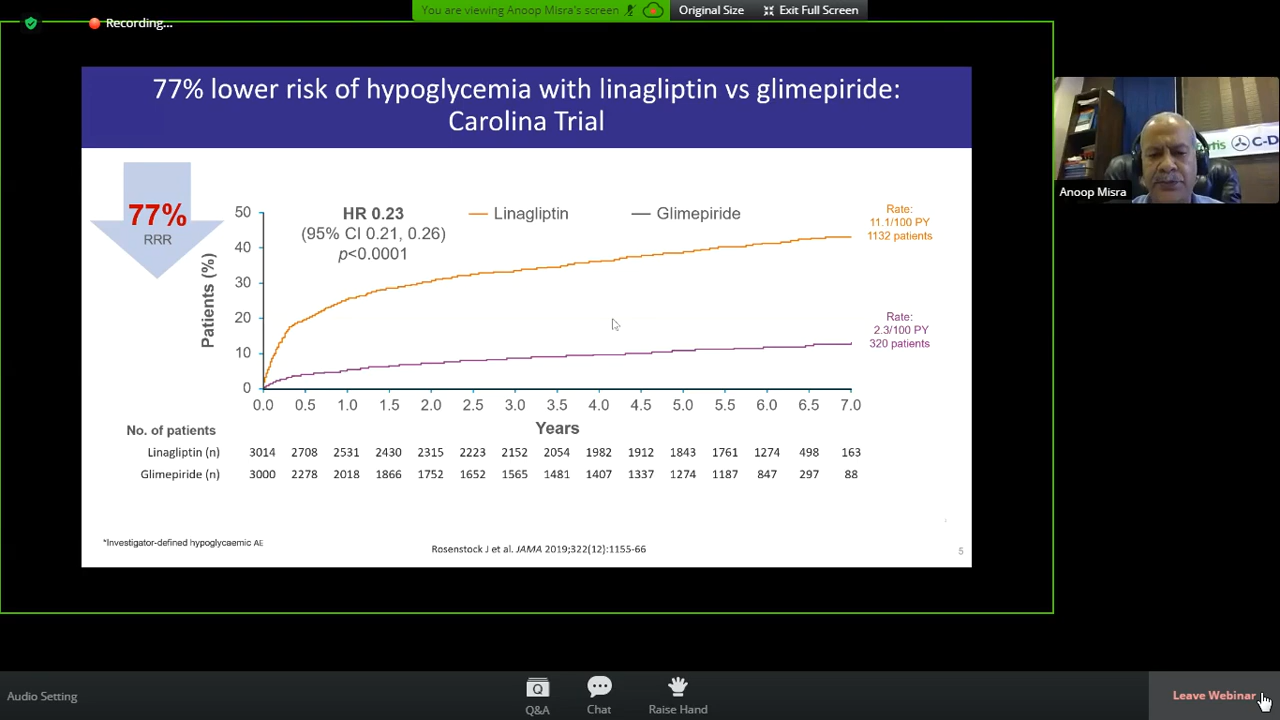 You are viewing Anoop Misra's screen
Original Size
Exit Full Screen
Recording...
77% lower risk of hypoglycemia with linagliptin vs glimepiride:
Carolina Trial
77%
RRR
HR 0.23
(95% CI 0.21, 0.26)
p<0.0001
Linagliptin
Glimepiride
Rate:
11.1/100 PY
1132 patients
Rate:
2.3/100 PY
320 patients
Patients (%)
50
40
30
20
10
0
0.0 0.5 1.0 1.5 2.0 2.5 3.0 3.5 4.0 4.5 5.0 5.5 6.0 6.5 7.0
Years
No. of patients
Linagliptin (n) 3014 2708 2531 2430 2315 2223 2152 2054 1982 1912 1843 1761 1274 498 163
Glimepiride (n) 3000 2278 2018 1866 1752 1652 1565 1481 1407 1337 1274 1187 847 297 88
*Investigator-defined hypoglycaemic AE
Rosenstock J et al. JAMA 2019;322(12):1155-66
5
C-D
Anoop Misra
Audio Setting
Q&A
Chat
Raise Hand
Leave Webinar